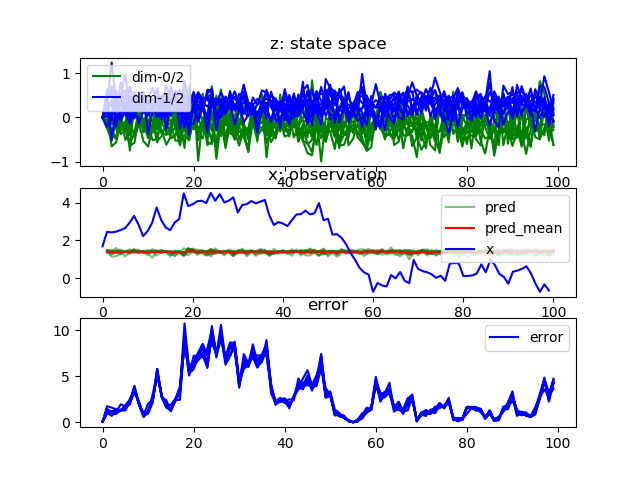 z: state space
1
0
−1
dim-0/2
dim-1/2
0 20 40 60 80 100
x: observation
4
2
0
pred
pred_mean
x
0 20 40 60 80 100
error
10
5
0
error
0 20 40 60 80 100